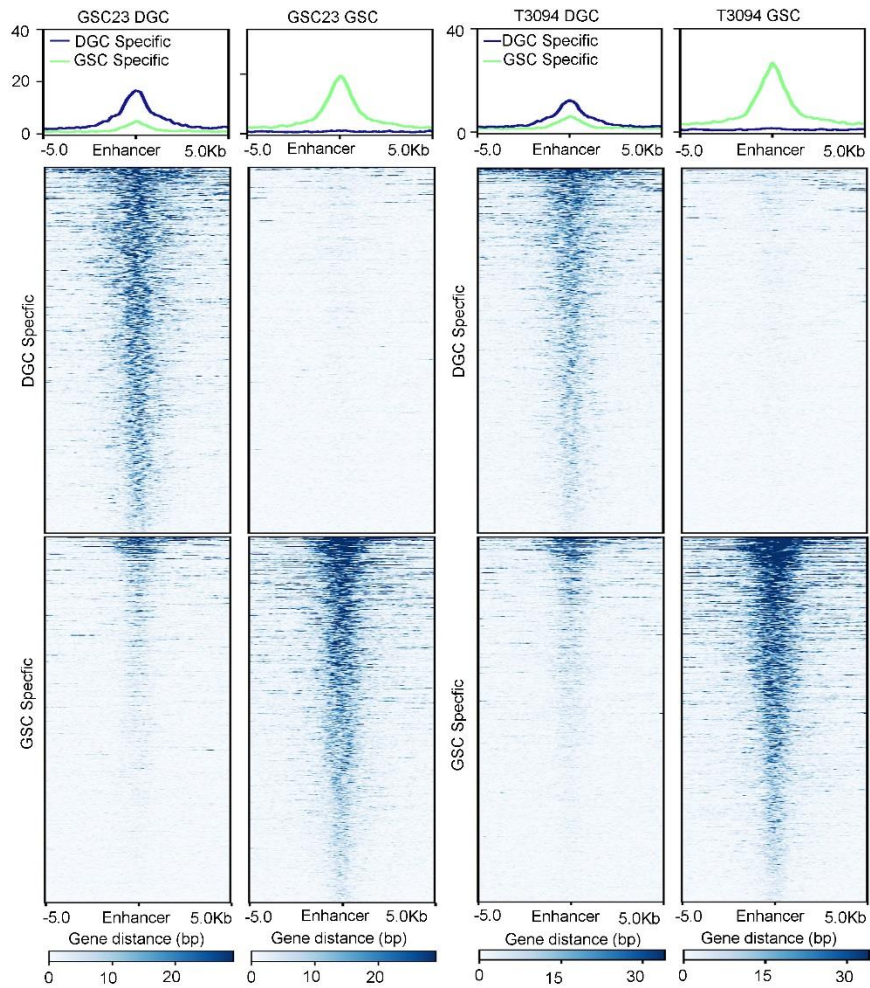 GSC23 DGC GSC23 GSC T3094 DGC T3094 GSC
40 DGC Specific GSC Specific 20 0
40 DGC Specific GSC Specific 0
-5.0 Enhancer 5.0Kb -5.0 Enhancer 5.0Kb -5.0 Enhancer 5.0Kb -5.0 Enhancer 5.0Kb
DGC Specfic DGC Specfic
GSC Specfic GSC Specfic
-5.0 Enhancer 5.0Kb -5.0 Enhancer 5.0Kb -5.0 Enhancer 5.0Kb -5.0 Enhancer 5.0Kb
Gene distance (bp) Gene distance (bp) Gene distance (bp) Gene distance (bp)
0 10 20 0 10 20 0 15 30 0 15 30